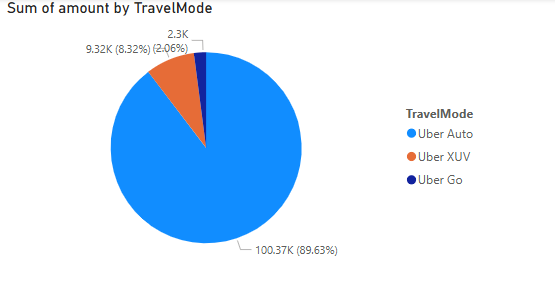 Sum of amount by TravelMode
2.3K
(2.06%)
9.32K (8.32%)
TravelMode
Uber Auto
Uber XUV
Uber Go
100.37K (89.63%)